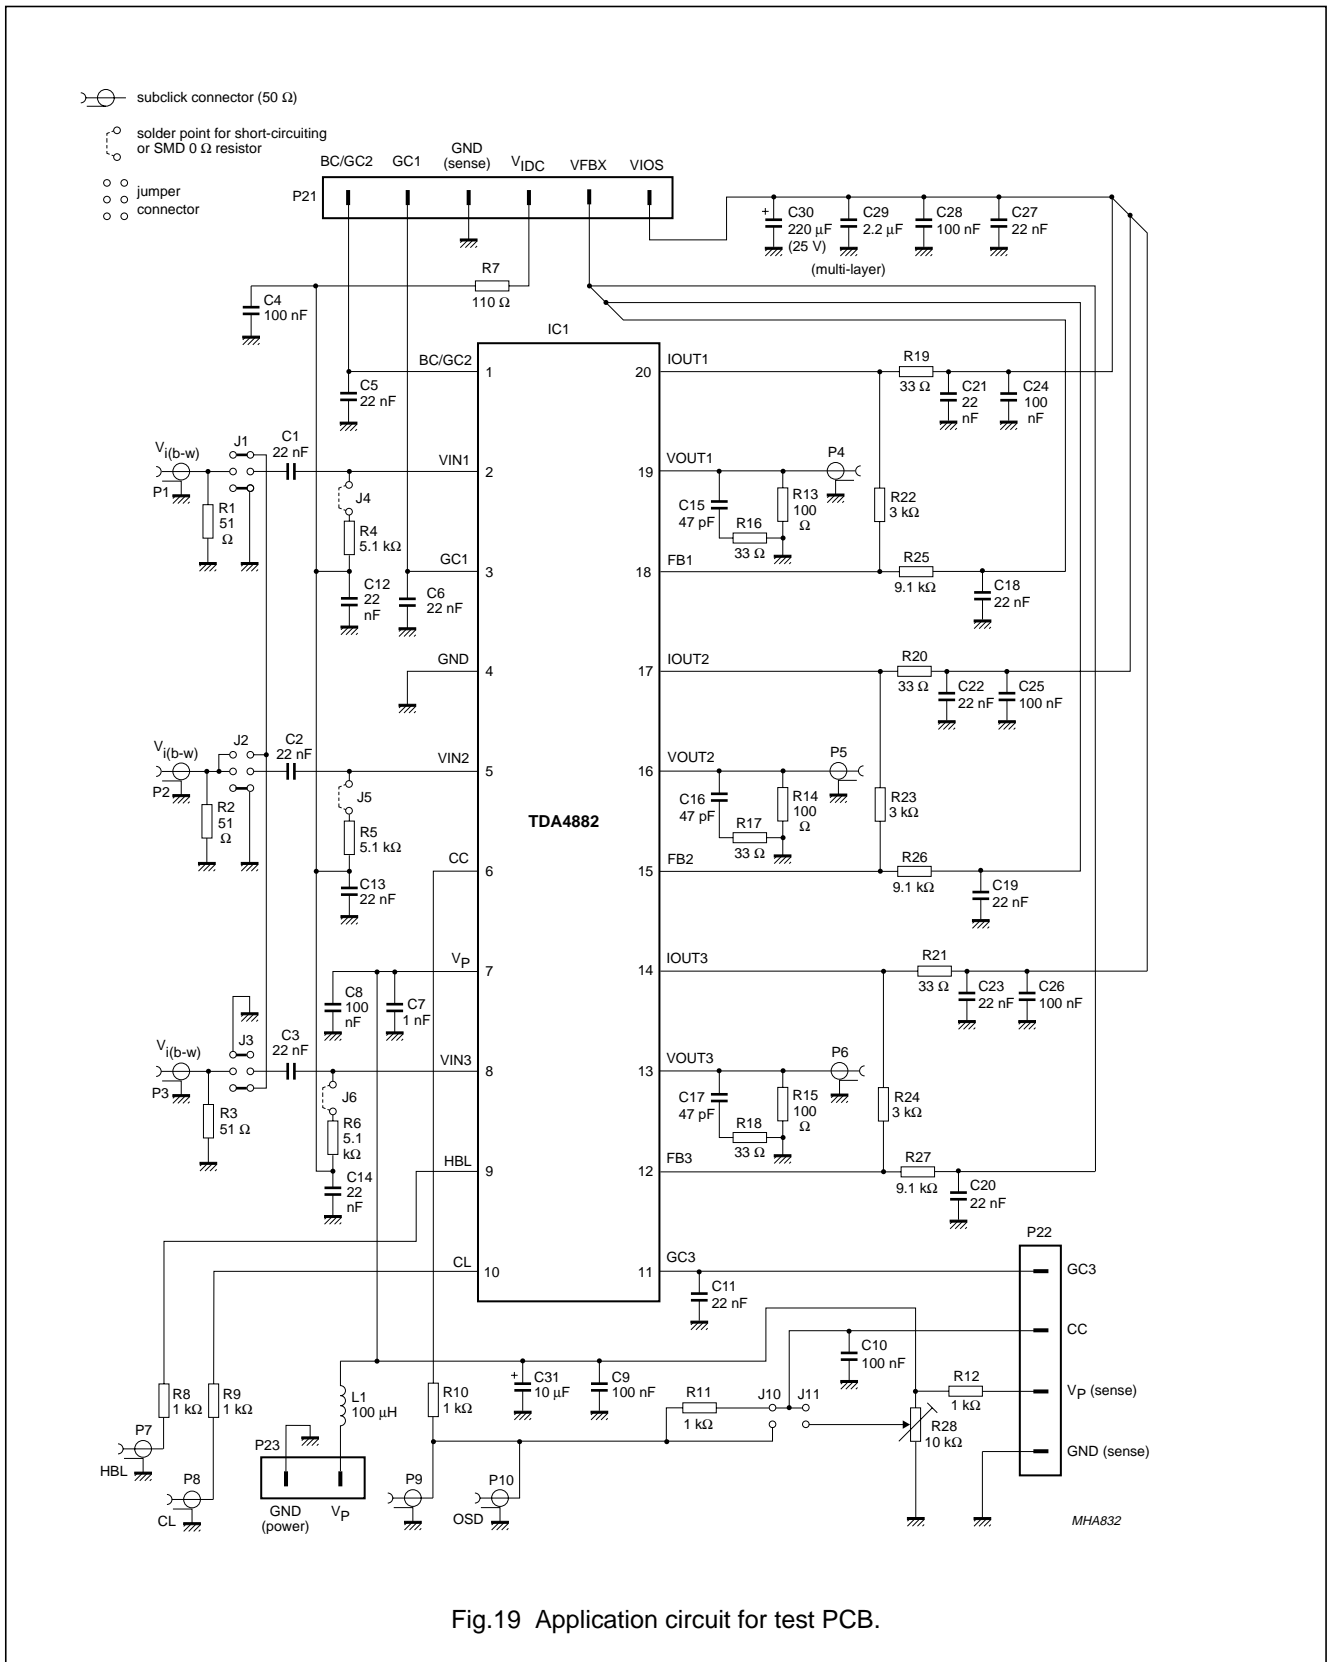 subclick connector (50 Ω)
solder point for short-circuiting
or SMD 0 Ω resistor
jumper
connector
BC/GC2
GC1
GND
(sense)
VIDC
VFBX
VIOS
P21
C30
220 µF
(25 V)
C29
2.2 µF
C28
100 nF
C27
22 nF
(multi-layer)
R7
110 Ω
C4
100 nF
IC1
BC/GC2
1
20
IOUT1
R19
33 Ω
C5
22 nF
C21
22
nF
C24
100
nF
Vi(b-w)
P1
J1
C1
22 nF
VIN1
2
19
VOUT1
P4
R1
51
Ω
J4
R4
5.1 kΩ
C15
47 pF
R16
33 Ω
R13
100
Ω
R22
3 kΩ
GC1
3
18
FB1
R25
9.1 kΩ
C12
22
nF
C6
22 nF
C18
22 nF
GND
4
17
IOUT2
R20
33 Ω
C22
22 nF
C25
100 nF
Vi(b-w)
P2
J2
C2
22 nF
VIN2
5
16
VOUT2
P5
R2
51
Ω
J5
R5
5.1 kΩ
TDA4882
C16
47 pF
R17
33 Ω
R14
100
Ω
R23
3 kΩ
CC
6
15
FB2
R26
9.1 kΩ
C13
22 nF
C19
22 nF
VP
7
14
IOUT3
R21
33 Ω
C8
100
nF
C7
1 nF
C23
22 nF
C26
100 nF
Vi(b-w)
P3
J3
C3
22 nF
VIN3
8
13
VOUT3
P6
R3
51 Ω
J6
R6
5.1
kΩ
C17
47 pF
R18
33 Ω
R15
100
Ω
R24
3 kΩ
HBL
9
12
FB3
R27
9.1 kΩ
C14
22
nF
C20
22 nF
CL
10
11
GC3
C11
22 nF
P22
GC3
CC
VP (sense)
GND (sense)
C10
100 nF
R12
1 kΩ
R8
1 kΩ
R9
1 kΩ
L1
100 µH
R10
1 kΩ
C31
10 µF
C9
100 nF
R11
1 kΩ
J10
J11
R28
10 kΩ
P7
HBL
P8
CL
P23
GND
(power)
VP
P9
P10
OSD
MHA832
+
+
Fig.19 Application circuit for test PCB.